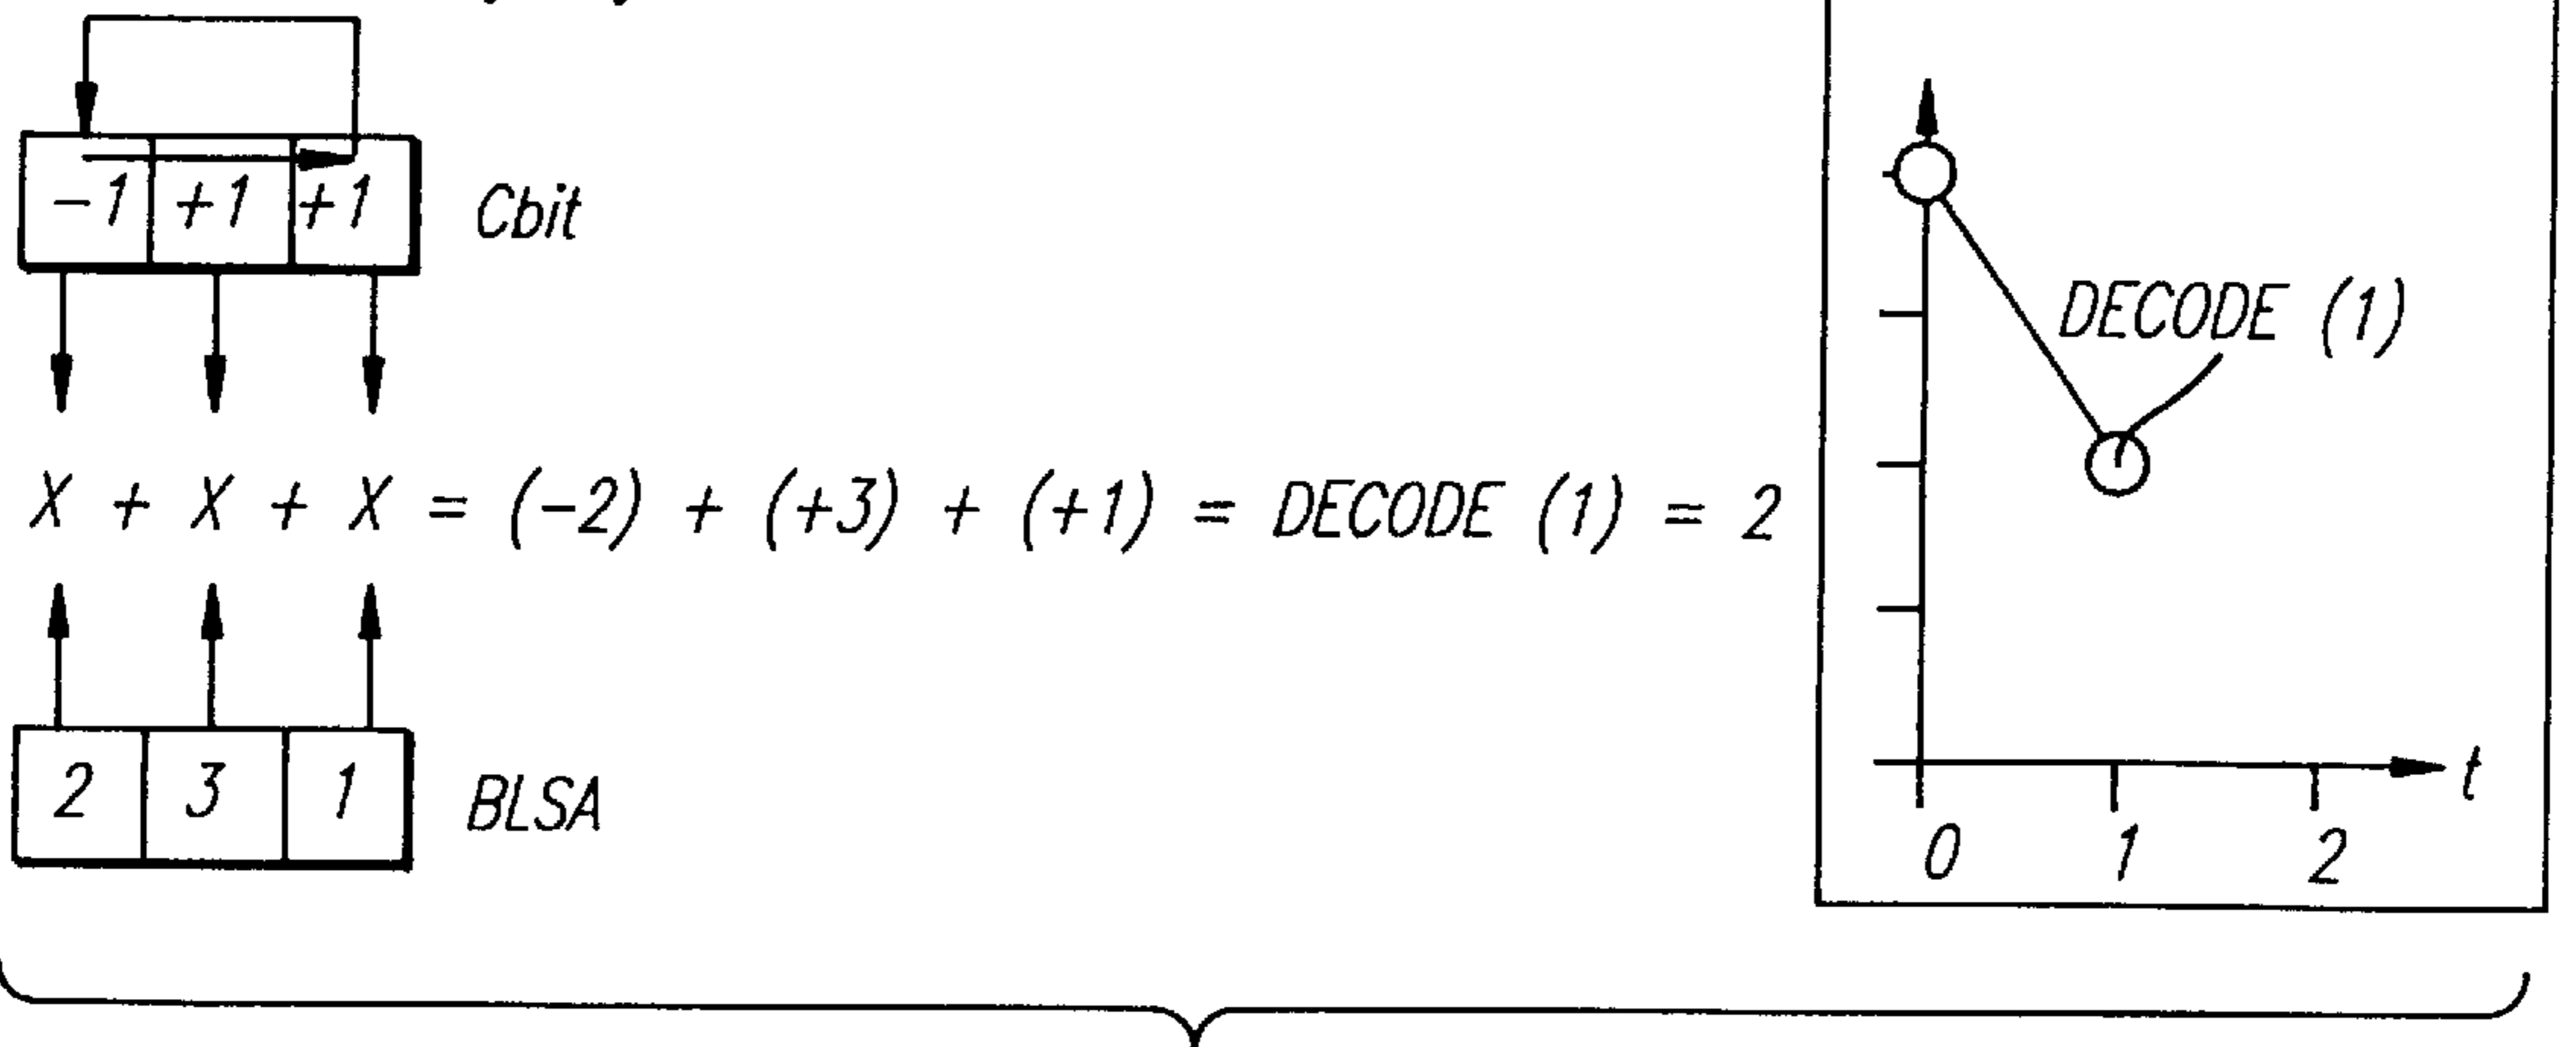 -1 +1 +1 Cbit
DECODE (1)
X + X + X = (-2) + (+3) + (+1) = DECODE (1) = 2
2 3 1 BLSA
t
0 1 2